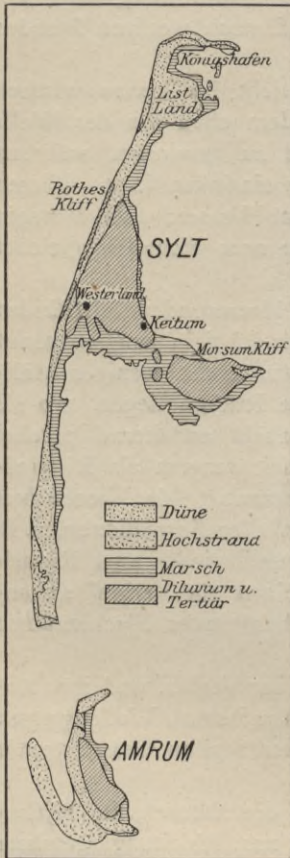 Königshafen
List
Land
Rothes
Kliff
SYLT
Westerland
Keitum
Morsum Kliff
Düne
Hochstrand
Marsch
Diluvium u.
Tertiär
AMRUM